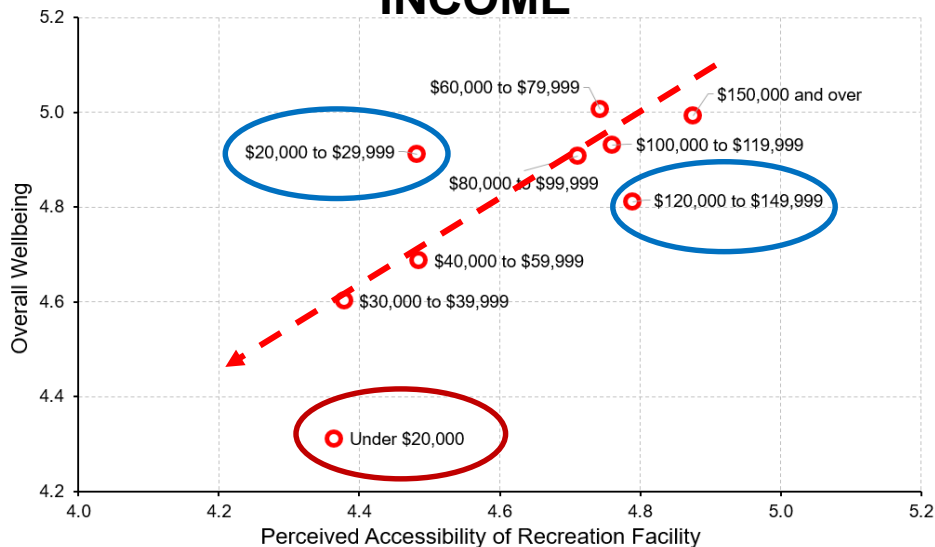 INCOME
5.2
5.0
4.8
4.6
4.4
4.2
Overall Wellbeing
$60,000 to $79,999
$150,000 and over
$20,000 to $29,999
$100,000 to $119,999
$80,000 to $99,999
$120,000 to $149,999
$40,000 to $59,999
$30,000 to $39,999
Under $20,000
4.0
4.2
4.4
4.6
4.8
5.0
5.2
Perceived Accessibility of Recreation Facility